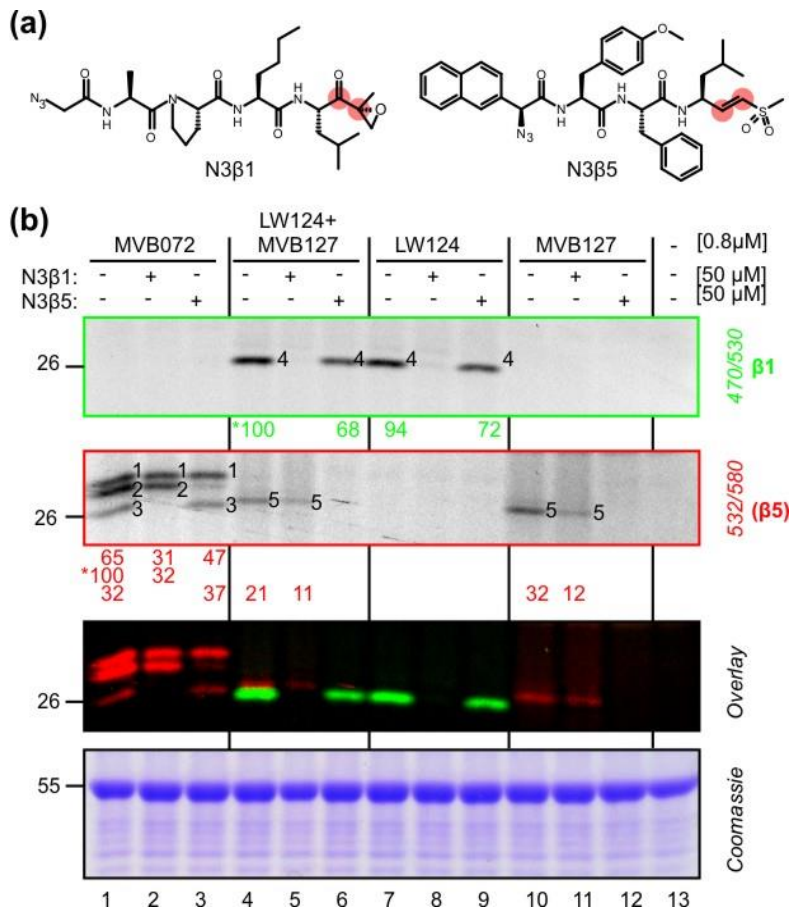 (a)
N₃ O H N O N O H N O N H O O
N₃ O H N O N H O H N S O O
N3β1
N3β5
(b)
LW124+
MVB072 MVB127 LW124 MVB127 - [0.8μM]
N3β1: - + - - + - - + - - + - - [50 μM]
N3β5: - - + - - + - - + - - + - [50 μM]
26 4 4 4 4 470/530 β1
*100 68 94 72
1 1 1
2 2
3 3
5 5 5 5
26
532/580 (β5)
65 31 47
*100 32
32 37 21 11 32 12
26 Overlay
55 Coomassie
1 2 3 4 5 6 7 8 9 10 11 12 13